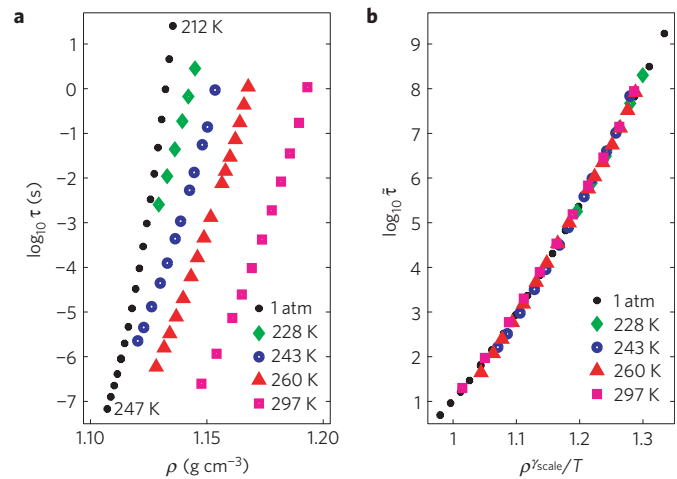 a
212 K
1
0
−1
−2
−3
−4
−5
−6
−7
log₁₀ τ (s)
247 K
1 atm
228 K
243 K
260 K
297 K
1.10
1.15
1.20
ρ (g cm⁻³)
b
9
8
7
6
5
4
3
2
1
log₁₀ τ̃
1 atm
228 K
243 K
260 K
297 K
1
1.1
1.2
1.3
ρ^γscale/T